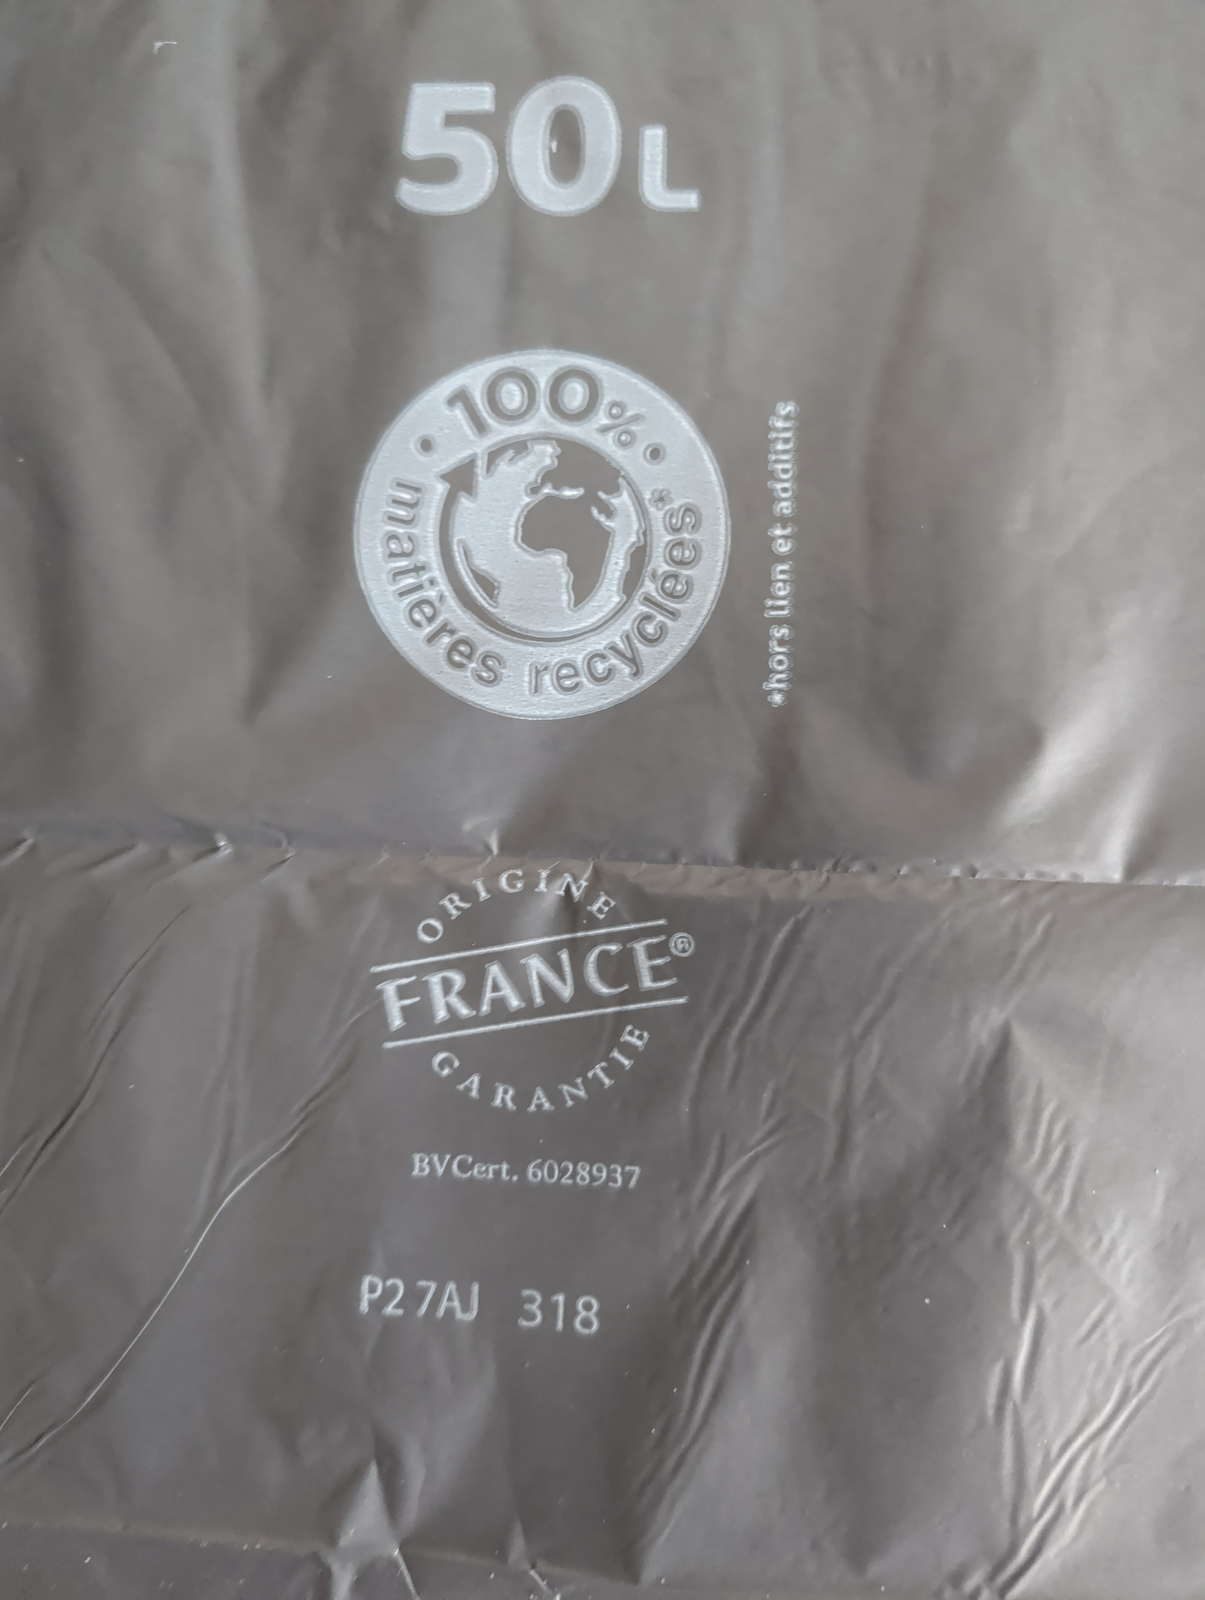 50L
• 100% •
matières recyclées*
*hors lien et additifs
ORIGINE
FRANCE®
GARANTIE
BVCert. 6028937
P27AJ 318